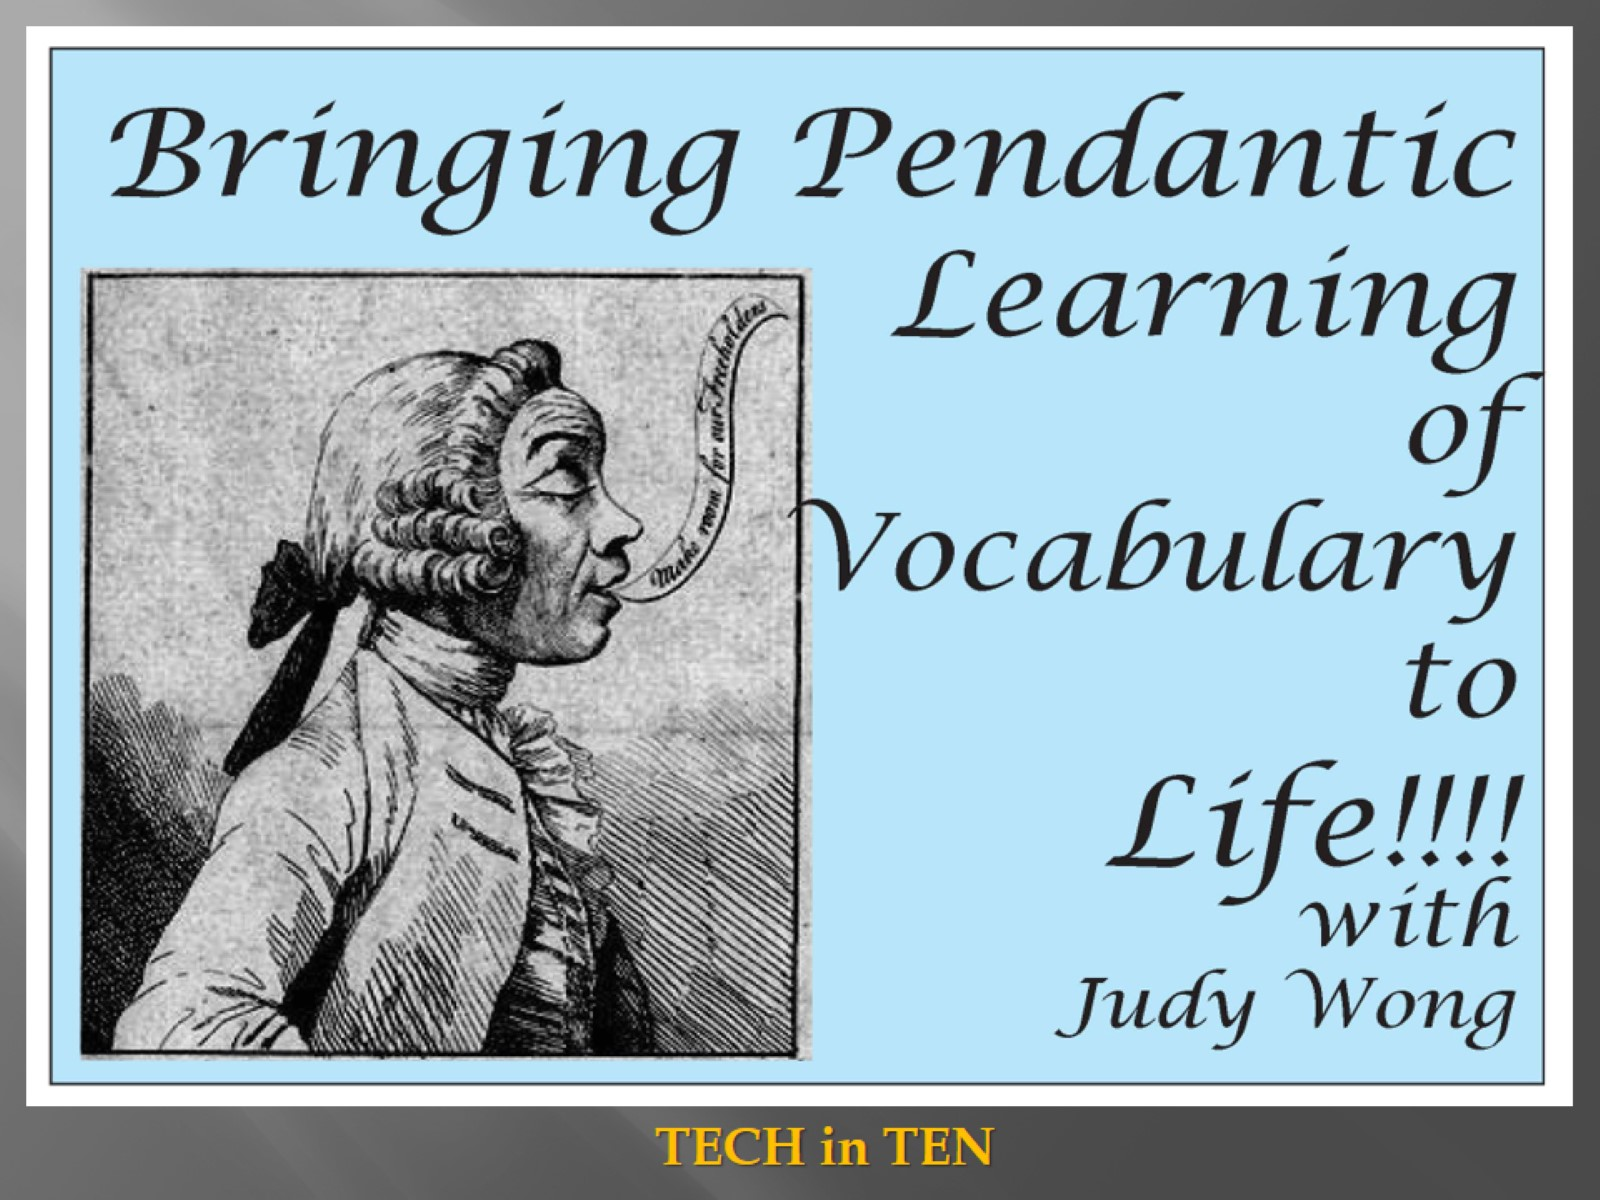 Bringing Pendantic
Learning
of
Vocabulary
to
Life!!!!
with
Judy Wong
Make room for our Freeholders
TECH in TEN